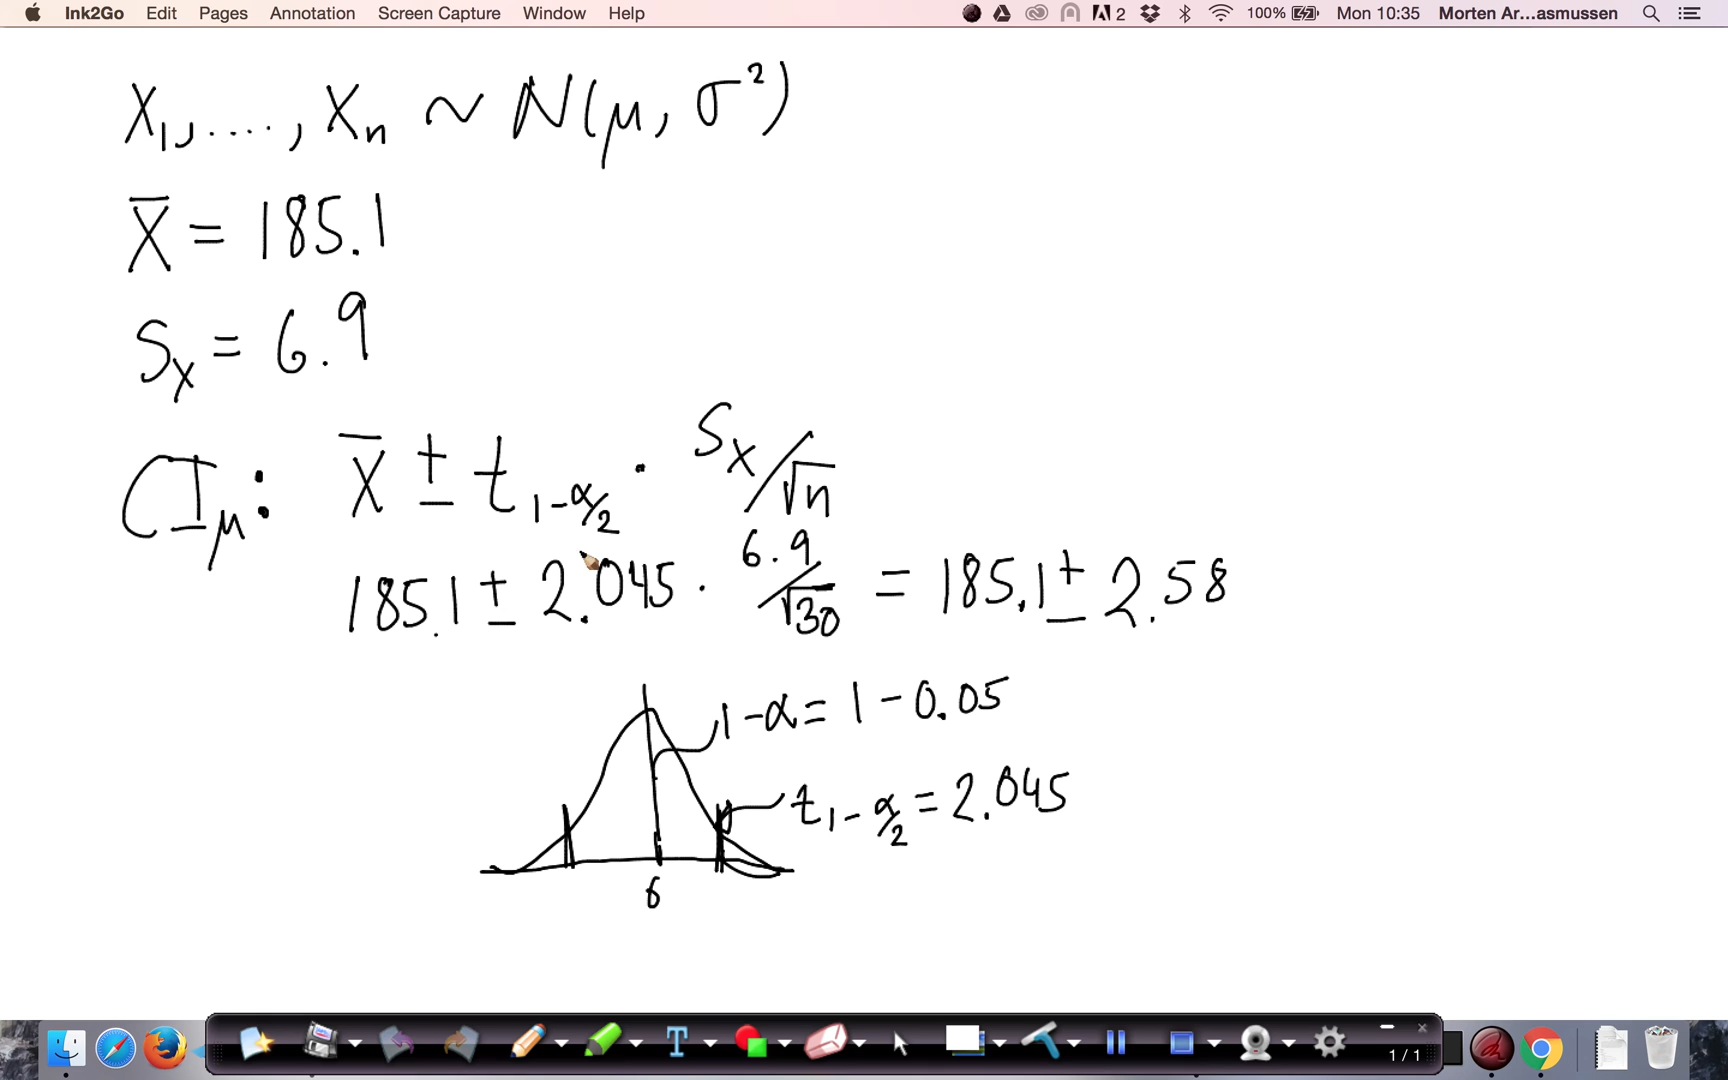 Ink2Go Edit Pages Annotation Screen Capture Window Help 2 100% Mon 10:35 Morten Ar...asmussen
X₁, ...., Xₙ ~ N(μ, σ²)
X̄ = 185.1
Sₓ = 6.9
CI_μ: X̄ ± t₁₋α/₂ · Sₓ/√n
185.1 ± 2.045 · 6.9/√30 = 185.1 ± 2.58
1-α = 1-0.05
t₁₋α/₂ = 2.045
T
1 / 1